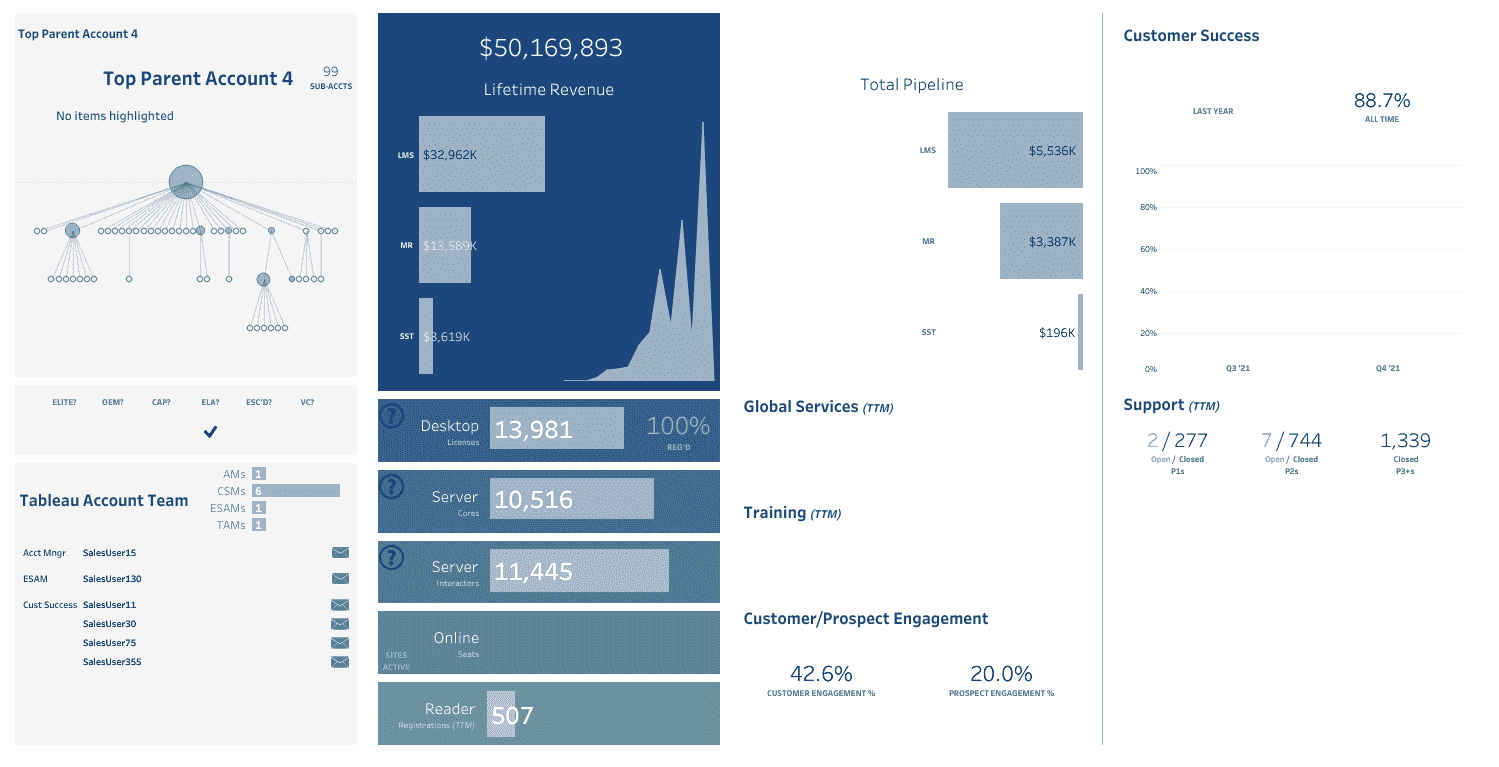 Top Parent Account 4
Top Parent Account 4
99
SUB-ACCTS
No items highlighted
ELITE? OEM? CAP? ELA? ESC'D? VC?
Tableau Account Team
AMs 1
CSMs 6
ESAMs 1
TAMs 1
Acct Mngr SalesUser15
ESAM SalesUser130
Cust Success SalesUser11
SalesUser30
SalesUser75
SalesUser355
$50,169,893
Lifetime Revenue
LMS $32,962K
MR $13,589K
SST $3,619K
? Desktop 13,981 100%
Licenses REG'D
? Server 10,516
Cores
? Server 11,445
Interactors
Online
Seats
SITES
ACTIVE
Reader 507
Registrations (TTM)
Total Pipeline
LMS $5,536K
MR $3,387K
SST $196K
Global Services (TTM)
Training (TTM)
Customer/Prospect Engagement
42.6% 20.0%
CUSTOMER ENGAGEMENT % PROSPECT ENGAGEMENT %
Customer Success
88.7%
LAST YEAR ALL TIME
100%
80%
60%
40%
20%
0%
Q3 '21 Q4 '21
Support (TTM)
2 / 277 7 / 744 1,339
Open / Closed Open / Closed Closed
P1s P2s P3+s